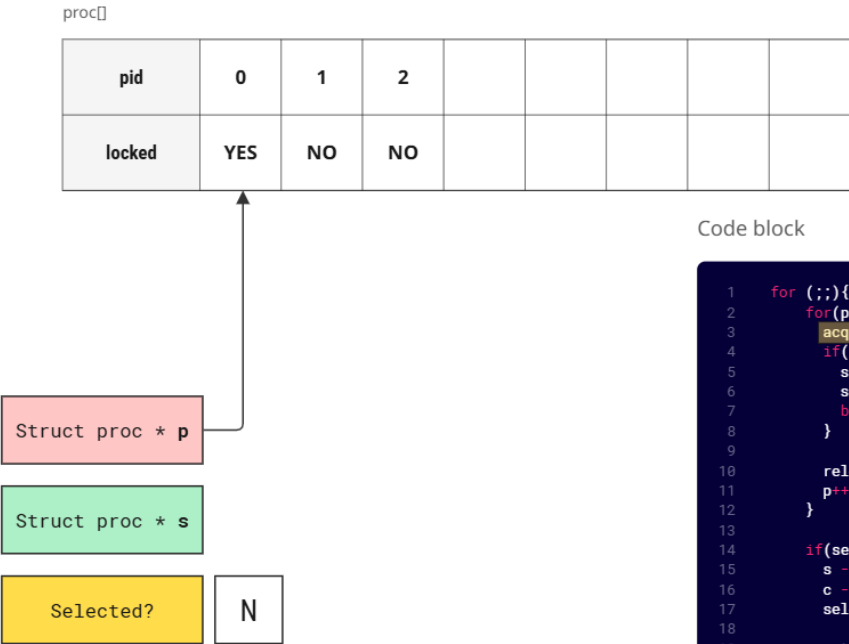 proc[]
pid 0 1 2
locked YES NO NO
Code block
1 for (;;){
2 for(p
3 acq
4 if(
5 s
6 s
7 b
8 }
9
10 rel
11 p++
12 }
13
14 if(se
15 s -
16 c -
17 sel
18
Struct proc * p
Struct proc * s
Selected? N